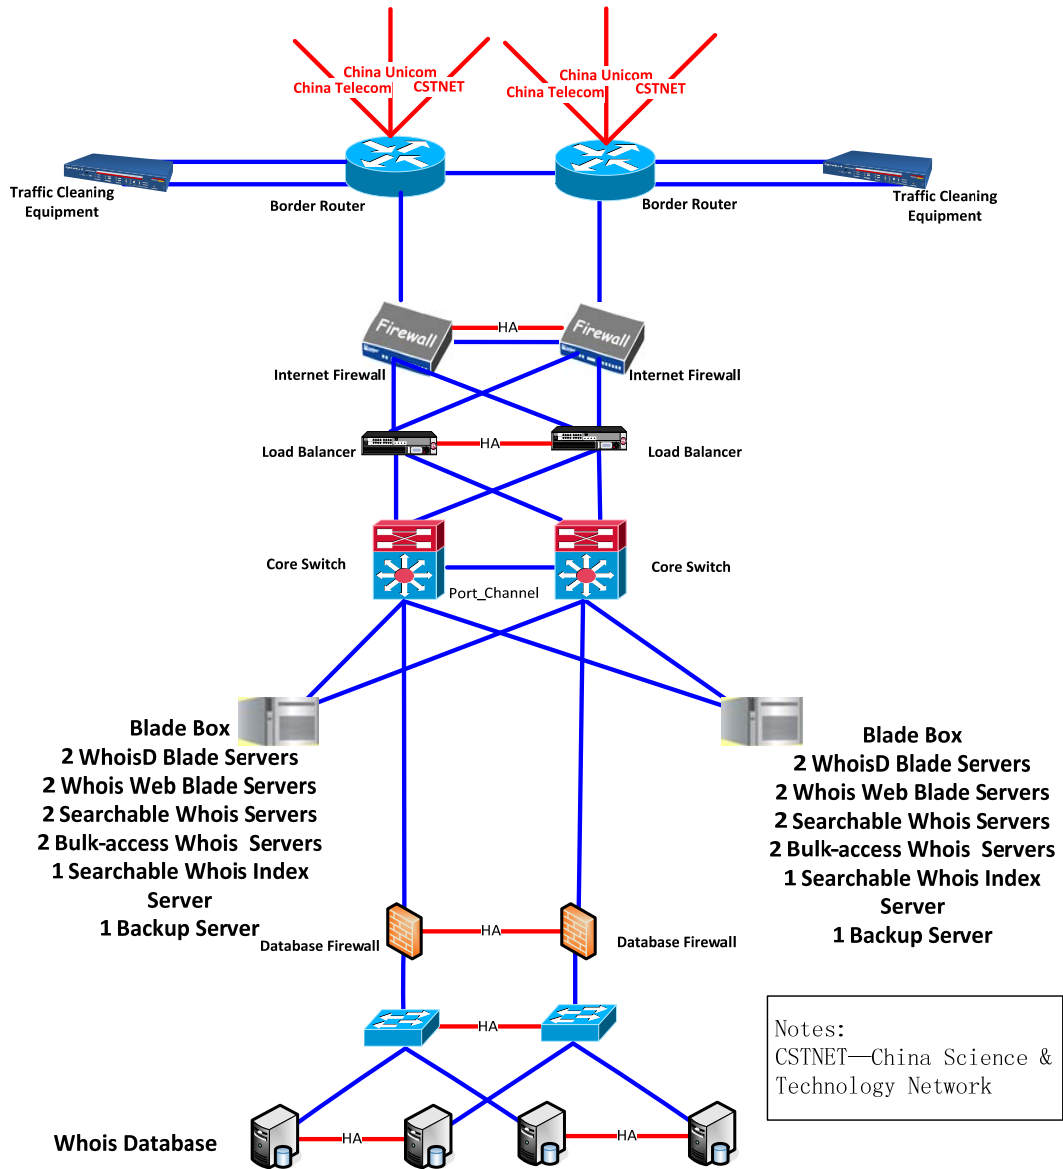 China Unicom
China Telecom
CSTNET
China Unicom
China Telecom
CSTNET
Traffic Cleaning
Equipment
Border Router
Border Router
Traffic Cleaning
Equipment
Firewall
HA
Firewall
Internet Firewall
Internet Firewall
Load Balancer
HA
Load Balancer
Core Switch
Core Switch
Port_Channel
Blade Box
2 WhoisD Blade Servers
2 Whois Web Blade Servers
2 Searchable Whois Servers
2 Bulk-access Whois Servers
1 Searchable Whois Index
Server
1 Backup Server
Blade Box
2 WhoisD Blade Servers
2 Whois Web Blade Servers
2 Searchable Whois Servers
2 Bulk-access Whois Servers
1 Searchable Whois Index
Server
1 Backup Server
Database Firewall
HA
Database Firewall
HA
Notes:
CSTNET—China Science &
Technology Network
Whois Database
HA
HA